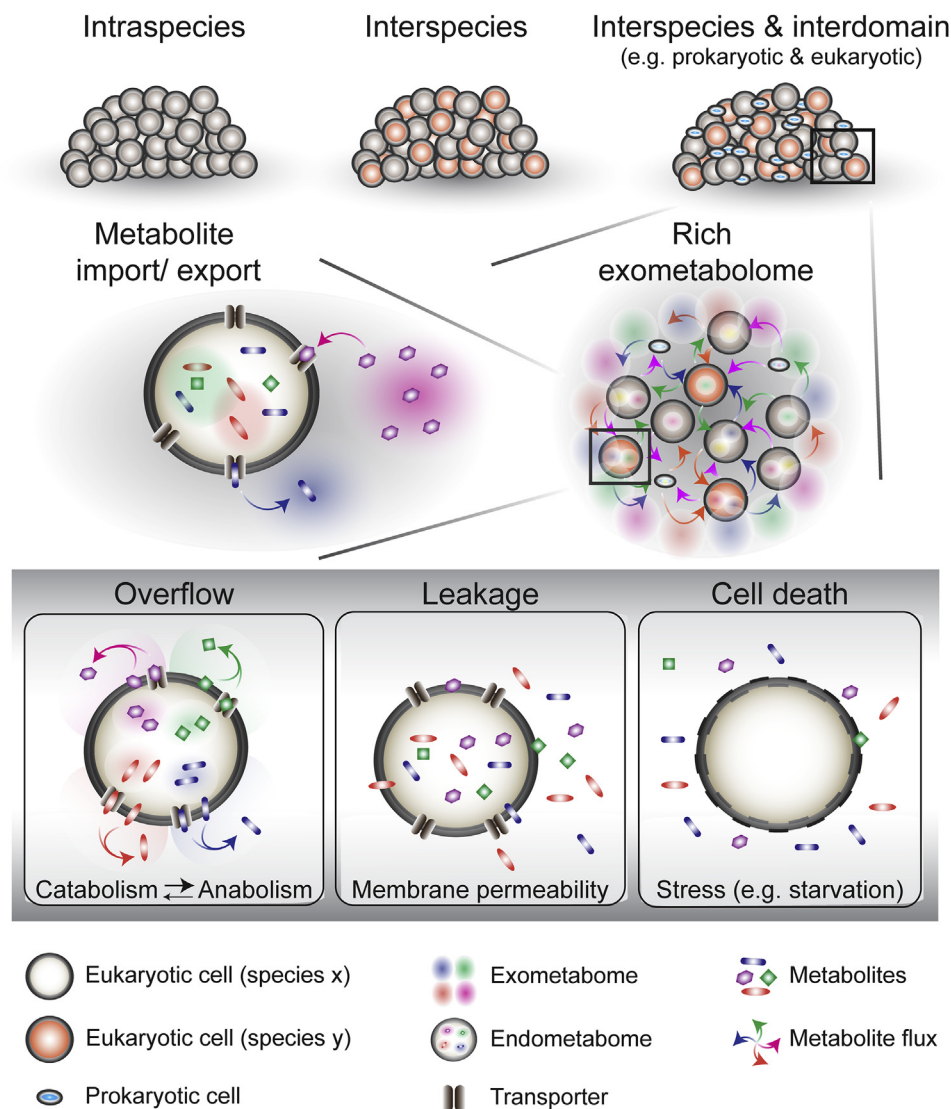 Intraspecies
Interspecies
Interspecies & interdomain
(e.g. prokaryotic & eukaryotic)
Metabolite
import/ export
Rich
exometabolome
Overflow
Leakage
Cell death
Catabolism
Anabolism
Membrane permeability
Stress (e.g. starvation)
Eukaryotic cell (species x)
Exometabome
Metabolites
Eukaryotic cell (species y)
Endometabome
Metabolite flux
Prokaryotic cell
Transporter